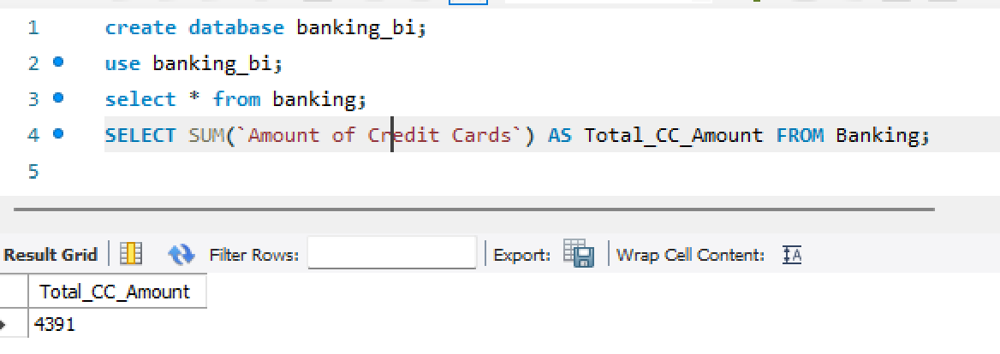 1 create database banking_bi;
2 use banking_bi;
3 select * from banking;
4 SELECT SUM(`Amount of Credit Cards`) AS Total_CC_Amount FROM Banking;
5
Result Grid Filter Rows: Export: Wrap Cell Content: IA
Total_CC_Amount
4391